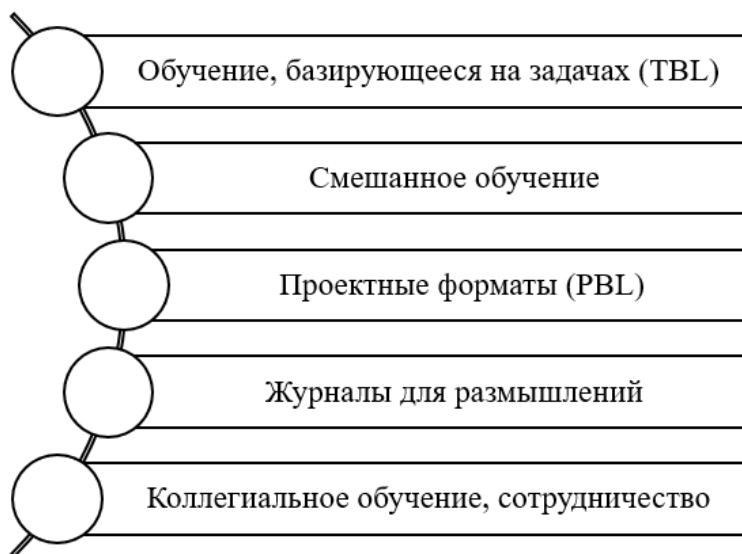 Обучение, базирующееся на задачах (TBL)
Смешанное обучение
Проектные форматы (PBL)
Журналы для размышлений
Коллегиальное обучение, сотрудничество